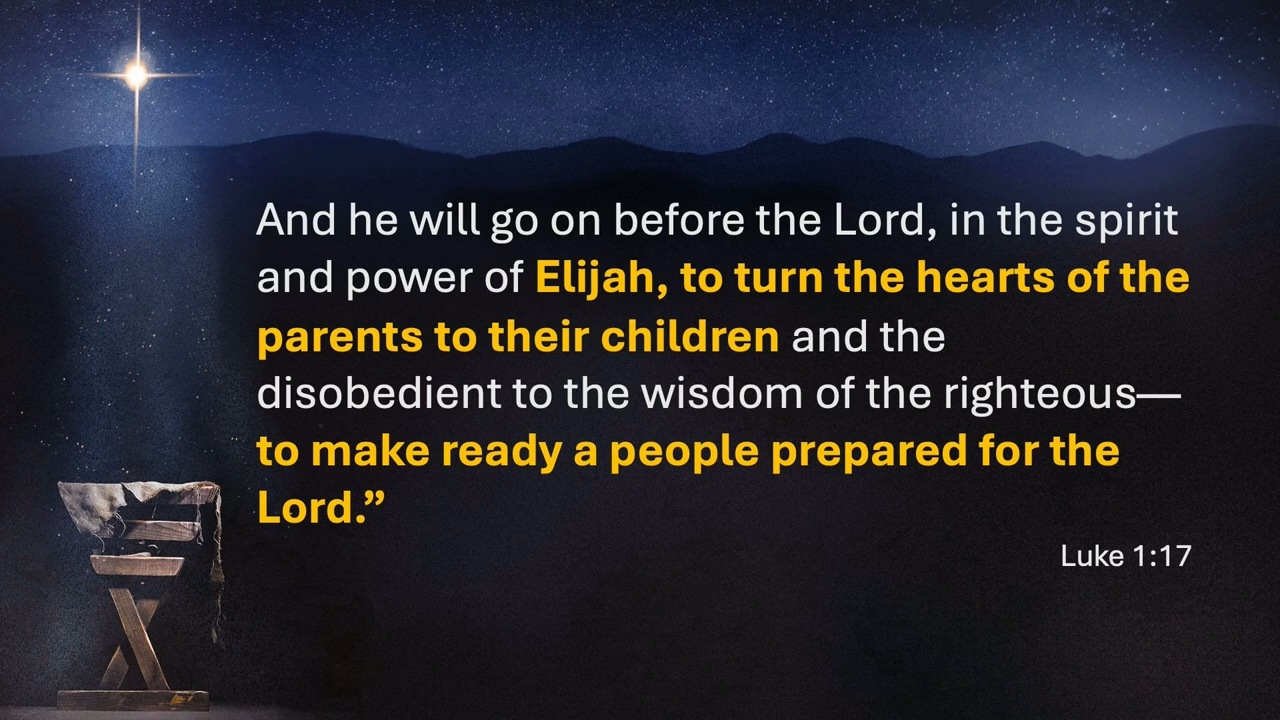 And he will go on before the Lord, in the spirit
and power of Elijah, to turn the hearts of the
parents to their children and the
disobedient to the wisdom of the righteous—
to make ready a people prepared for the
Lord.”
Luke 1:17